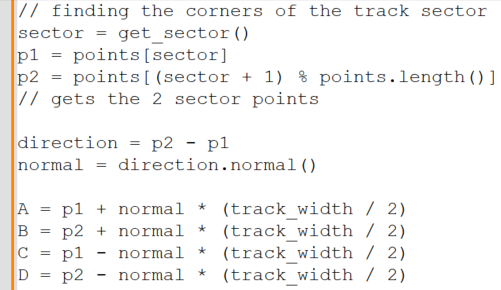 // finding the corners of the track sector
sector = get_sector()
p1 = points[sector]
p2 = points[(sector + 1) % points.length()]
// gets the 2 sector points
direction = p2 - p1
normal = direction.normal()
A = p1 + normal * (track_width / 2)
B = p2 + normal * (track_width / 2)
C = p1 - normal * (track_width / 2)
D = p2 - normal * (track_width / 2)